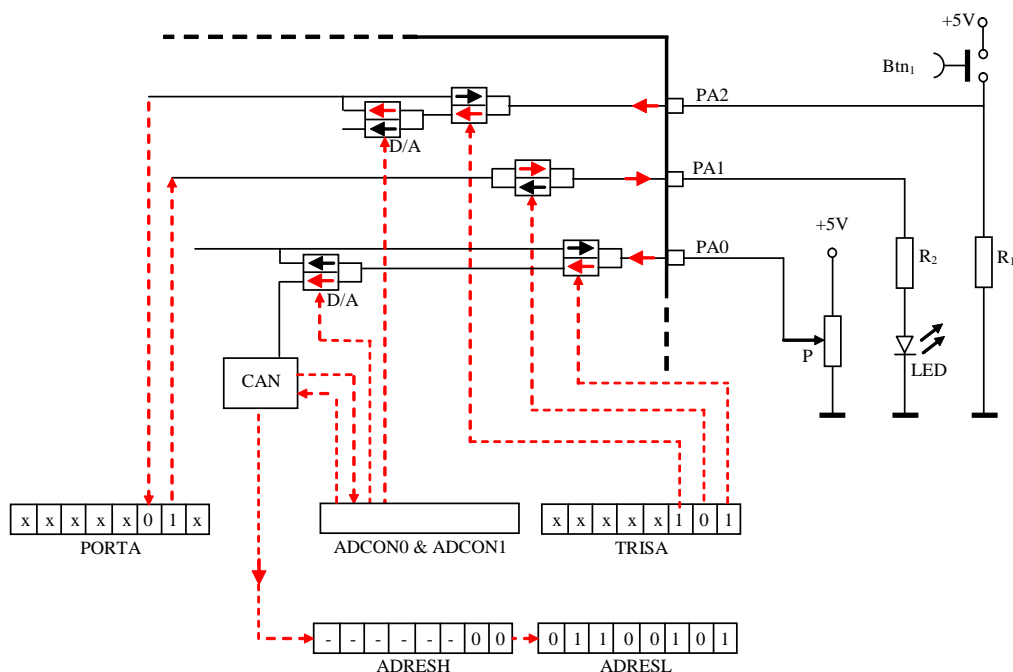 +5V
Btn₁
PA2
D/A
PA1
+5V
PA0
R₂
R₁
D/A
P
LED
CAN
x x x x x 0 1 x
x x x x x 1 0 1
PORTA
ADCON0 & ADCON1
TRISA
- - - - - - 0 0
0 1 1 0 0 1 0 1
ADRESH
ADRESL